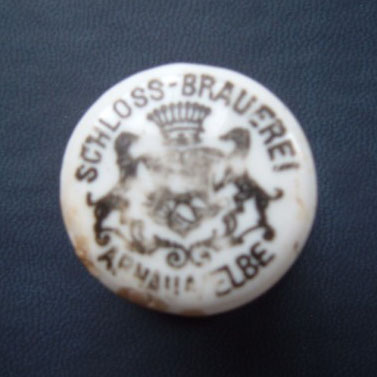 SCHLOSS-BRAUEREI
ARNAU A. ELBE